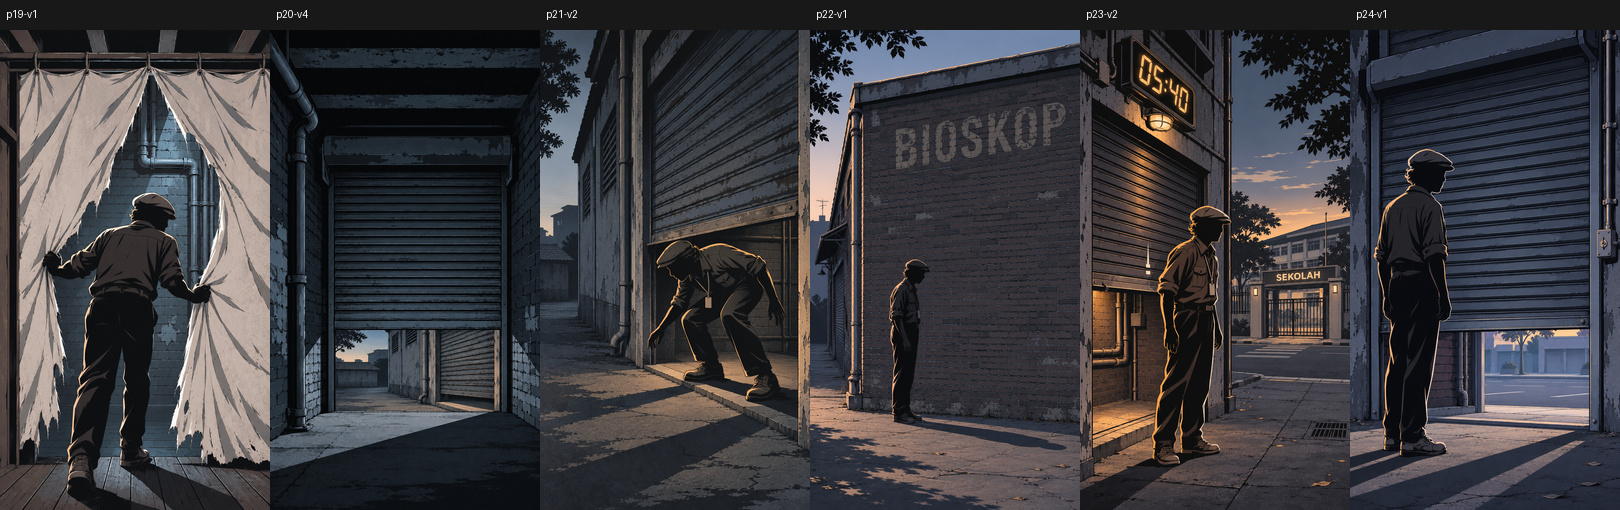 p19-v1
p20-v4
p21-v2
p22-v1
p23-v2
p24-v1
BIOSKOP
05:40
SEKOLAH